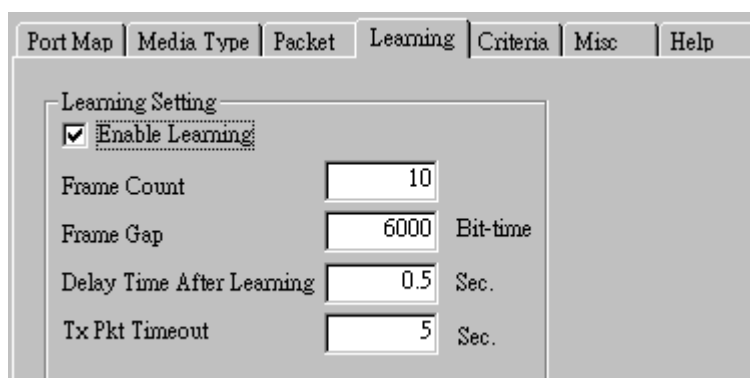 Port Map Media Type Packet Learning Criteria Misc Help
Learning Setting
Enable Learning
Frame Count 10
Frame Gap 6000 Bit-time
Delay Time After Learning 0.5 Sec.
Tx Pkt Timeout 5 Sec.